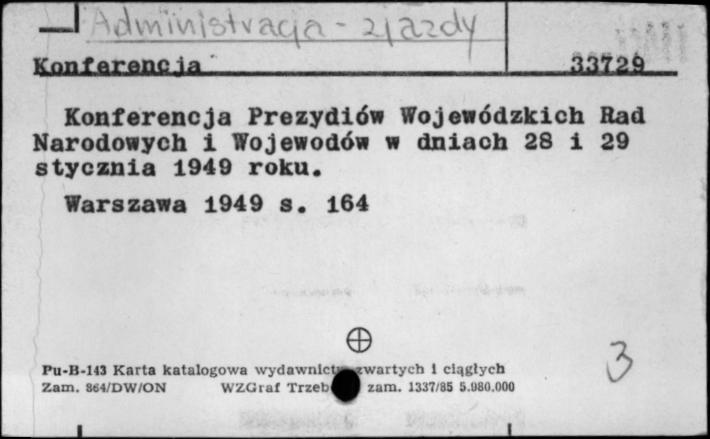 Administracja - zjazdy
Konferencja 33729
Konferencja Prezydiów Wojewódzkich Rad
Narodowych i Wojewodów w dniach 28 i 29
stycznia 1949 roku.
Warszawa 1949 s. 164
3
Pu-B-143 Karta katalogowa wydawnictw zwartych i ciągłych
Zam. 864/DW/ON WZGraf Trzeb zam. 1337/85 5.980.000